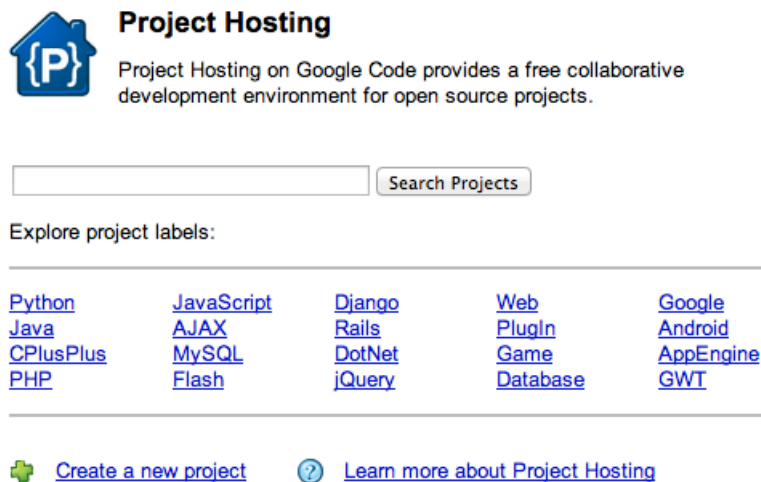 {P}
Project Hosting
Project Hosting on Google Code provides a free collaborative
development environment for open source projects.
Search Projects
Explore project labels:
Python JavaScript Django Web Google
Java AJAX Rails PlugIn Android
CPlusPlus MySQL DotNet Game AppEngine
PHP Flash jQuery Database GWT
Create a new project ? Learn more about Project Hosting